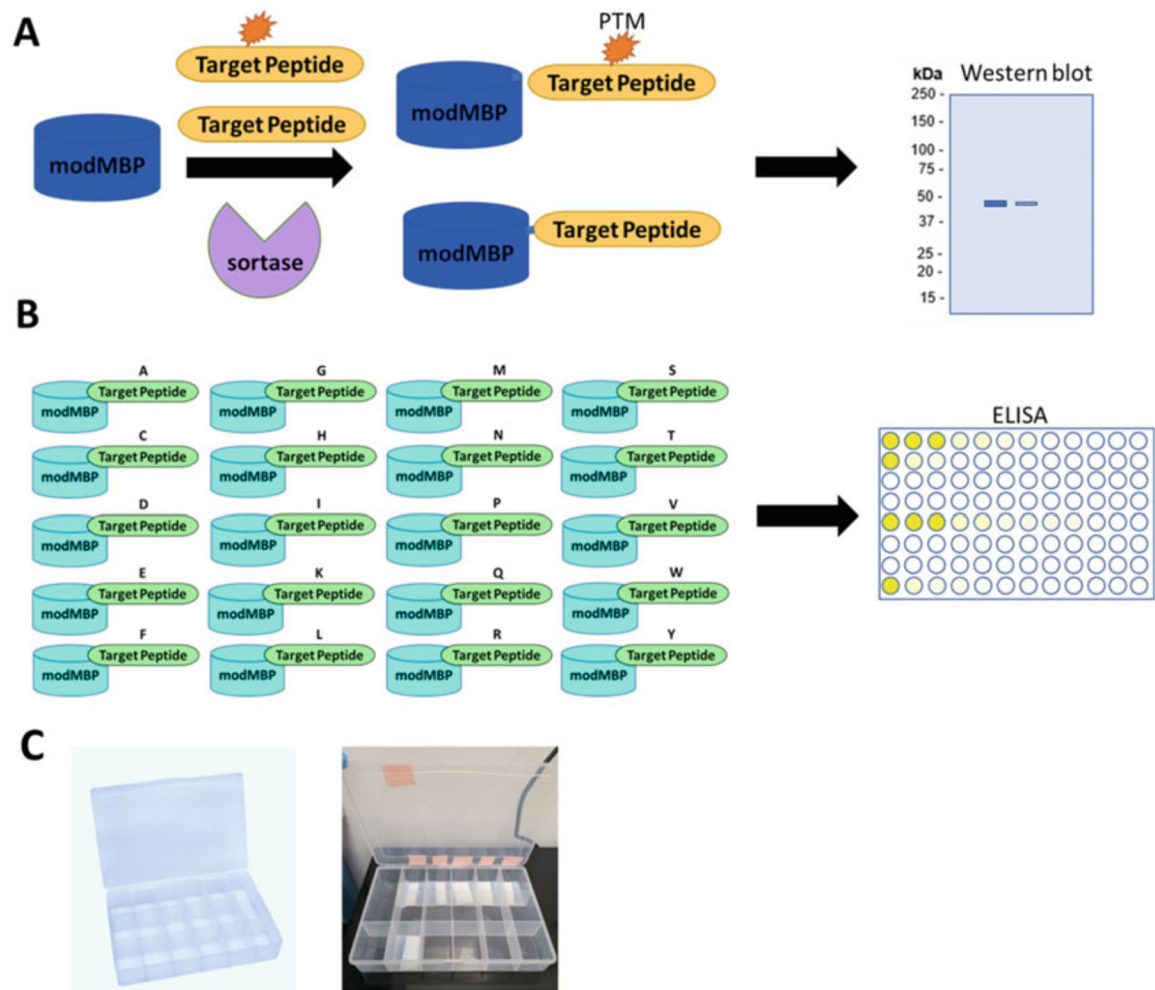 A
Target Peptide
Target Peptide
modMBP
sortase
PTM
Target Peptide
modMBP
Target Peptide
modMBP
kDa Western blot
250 -
150 -
100 -
75 -
50 -
37 -
25 -
20 -
15 -
B
A G M S
Target Peptide Target Peptide Target Peptide Target Peptide
modMBP modMBP modMBP modMBP
C H N T
Target Peptide Target Peptide Target Peptide Target Peptide
modMBP modMBP modMBP modMBP
D I P V
Target Peptide Target Peptide Target Peptide Target Peptide
modMBP modMBP modMBP modMBP
E K Q W
Target Peptide Target Peptide Target Peptide Target Peptide
modMBP modMBP modMBP modMBP
F L R Y
Target Peptide Target Peptide Target Peptide Target Peptide
modMBP modMBP modMBP modMBP
ELISA
C